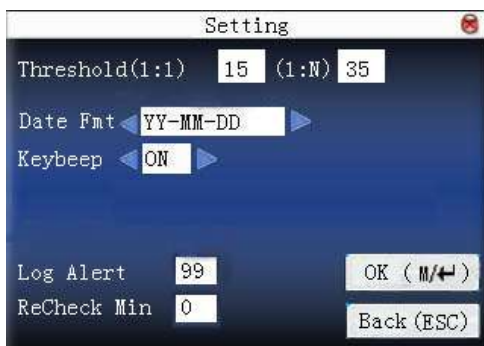 Setting
Threshold(1:1) 15 (1:N) 35
Date Fmt YY-MM-DD
Keybeep ON
Log Alert 99
OK (M/↵)
ReCheck Min 0
Back(ESC)